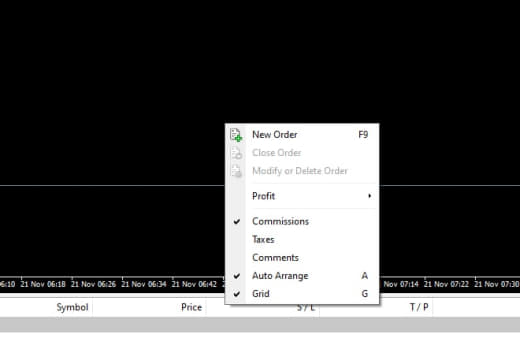 New Order F9
Close Order
Modify or Delete Order
Profit
Commissions
Taxes
Comments
Auto Arrange A
Grid G
6:10 21 Nov 06:18 21 Nov 06:26 21 Nov 06:34 21 Nov 06:42 Nov 07:14 21 Nov 07:22 21 Nov 07:30
Symbol Price S / L T / P